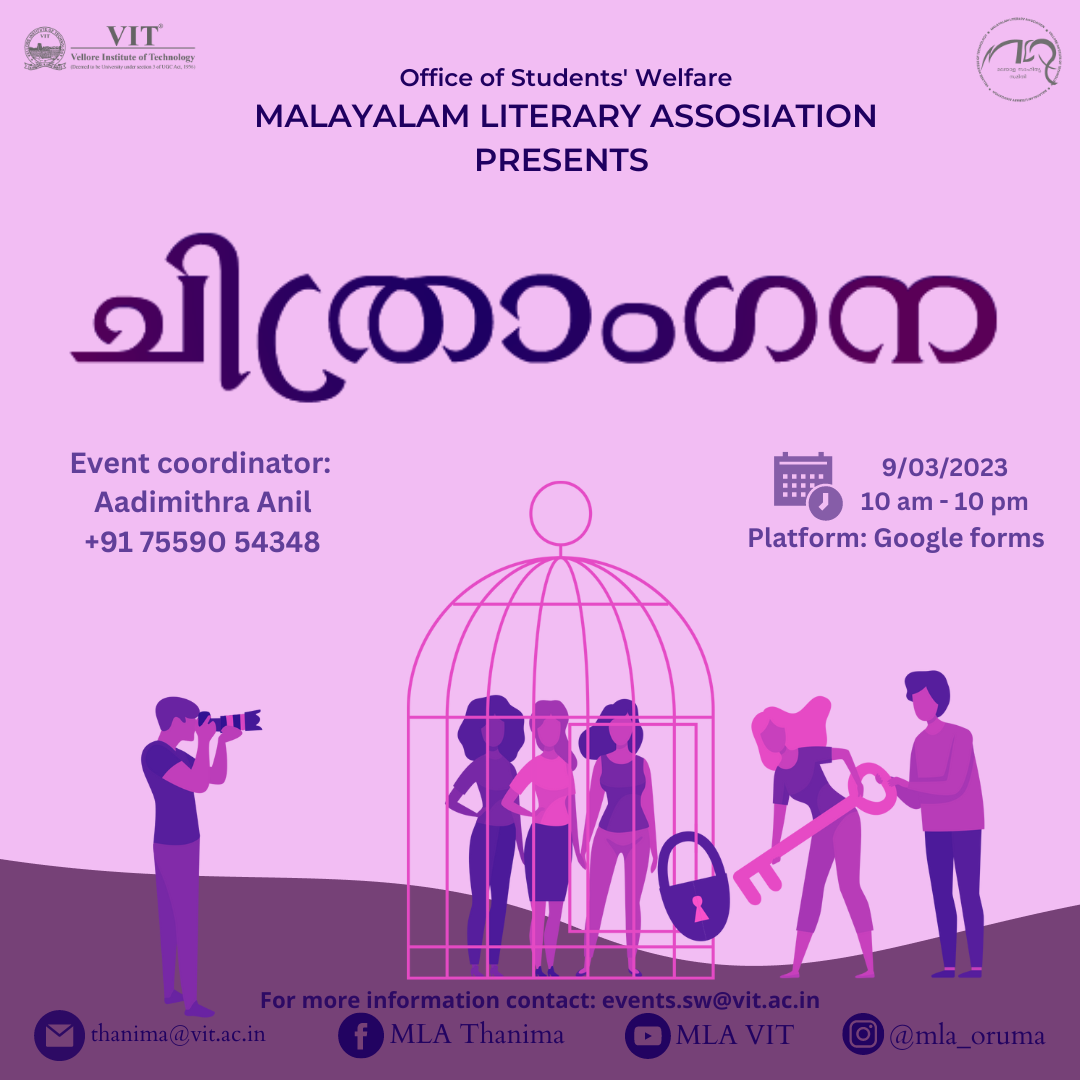 VIT®
Vellore Institute of Technology
(Deemed to be University under section 3 of UGC Act, 1956)
Office of Students' Welfare
MALAYALAM LITERARY ASSOSIATION
PRESENTS
ചിത്രാംഗന
Event coordinator:
Aadimithra Anil
+91 75590 54348
9/03/2023
10 am - 10 pm
Platform: Google forms
For more information contact: events.sw@vit.ac.in
thanima@vit.ac.in
MLA Thanima
MLA VIT
@mla_oruma